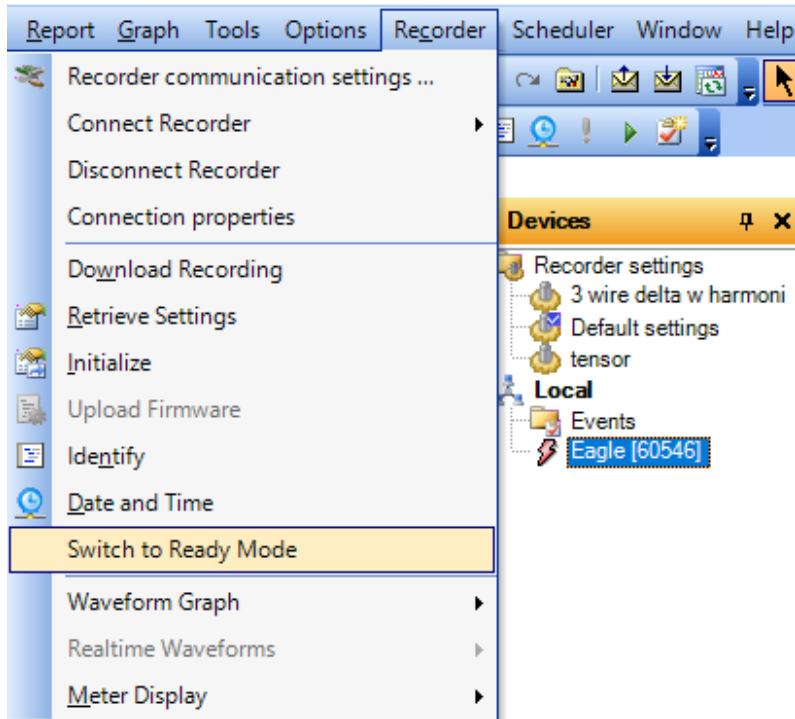 Report Graph Tools Options Recorder Scheduler Window Help
Recorder communication settings ...
Connect Recorder
Disconnect Recorder
Connection properties
Download Recording
Retrieve Settings
Initialize
Upload Firmware
Identify
Date and Time
Switch to Ready Mode
Waveform Graph
Realtime Waveforms
Meter Display
Devices
Recorder settings
3 wire delta w harmoni
Default settings
tensor
Local
Events
Eagle [60546]